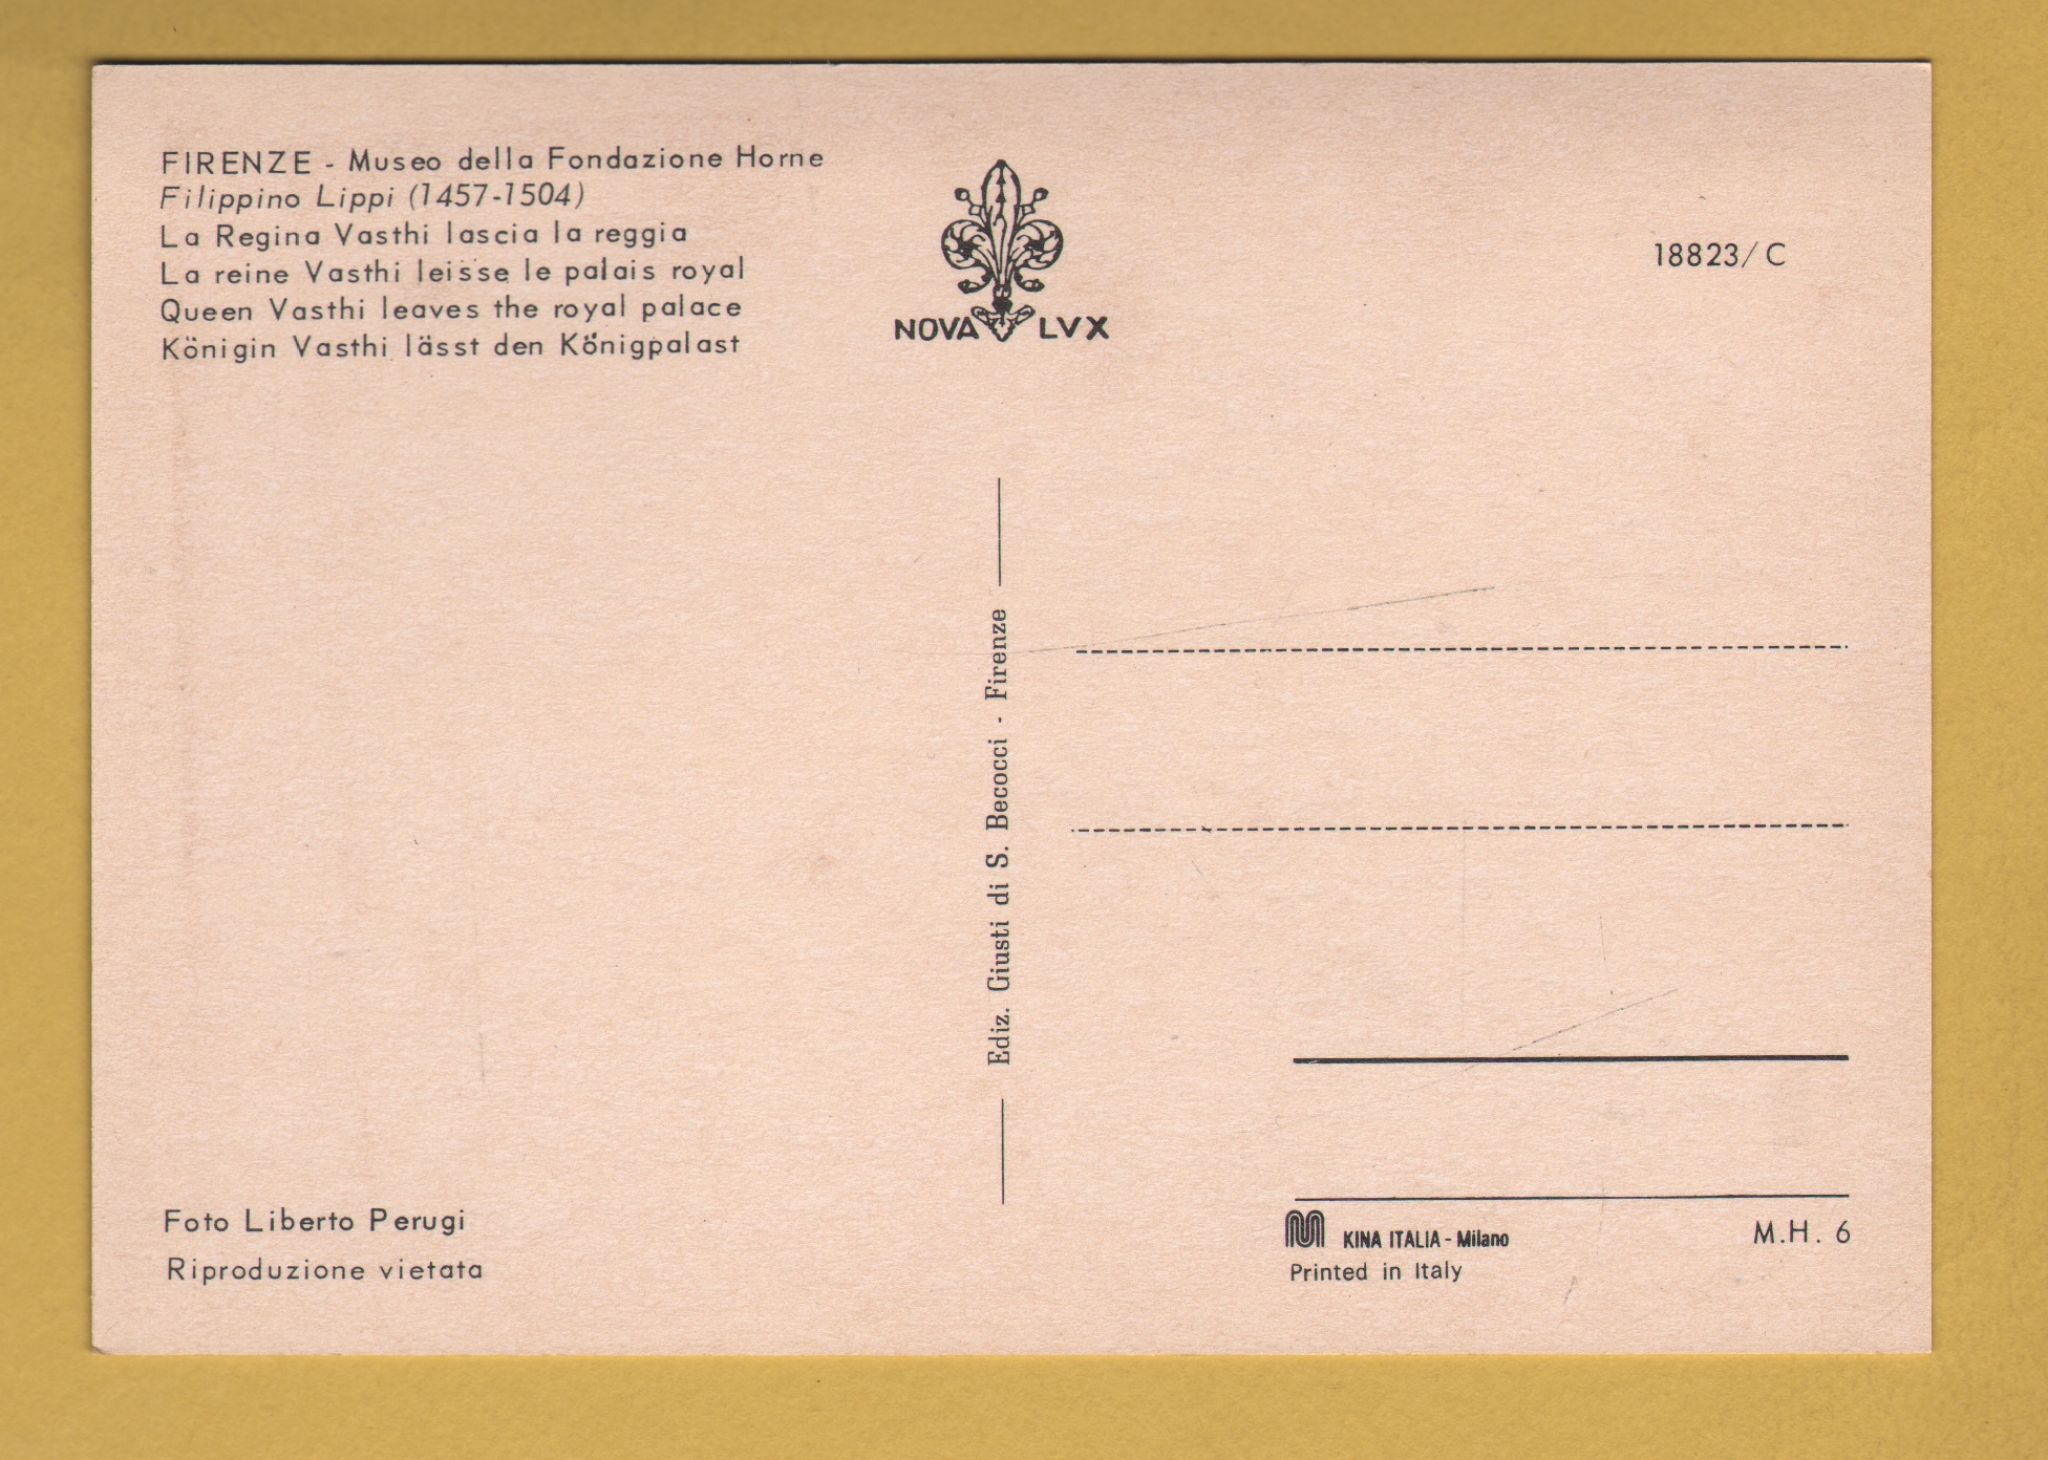 FIRENZE - Museo della Fondazione Horne
Filippino Lippi (1457-1504)
La Regina Vasthi lascia la reggia
La reine Vasthi leisse le palais royal
Queen Vasthi leaves the royal palace
Königin Vasthi lässt den Königpalast
NOVA LVX
18823/C
Ediz. Giusti di S. Becocci - Firenze
Foto Liberto Perugi
Riproduzione vietata
KINA ITALIA - Milano
Printed in Italy
M.H. 6